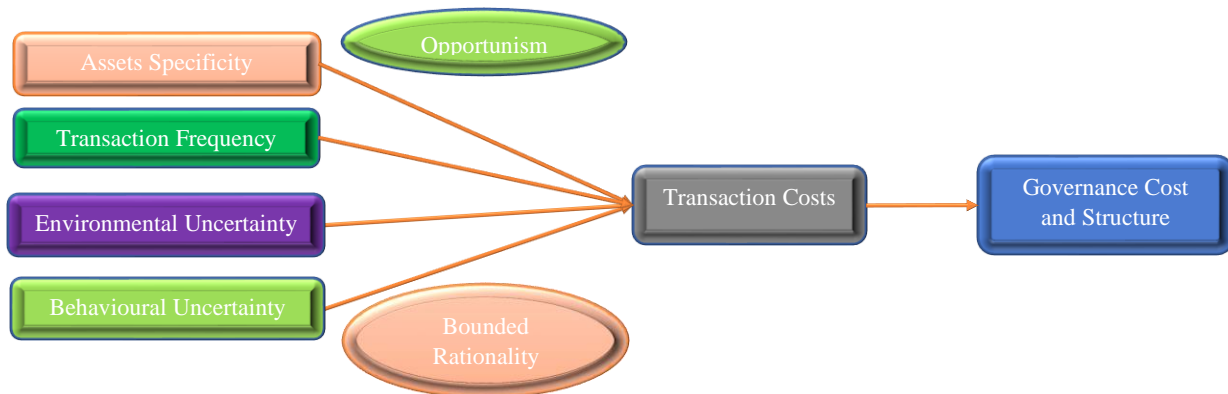 Opportunism
Assets Specificity
Transaction Frequency
Environmental Uncertainty
Behavioural Uncertainty
Bounded
Rationality
Transaction Costs
Governance Cost
and Structure